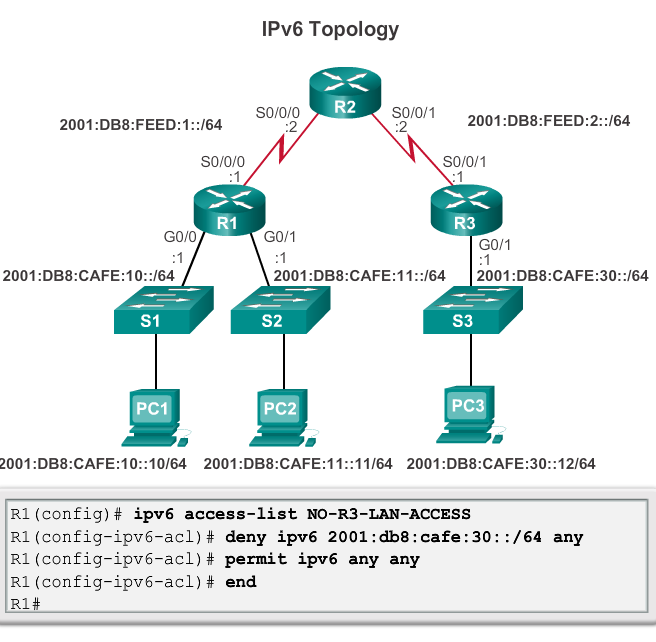 IPv6 Topology
R2
S0/0/0
:2
S0/0/1
:2
2001:DB8:FEED:1::/64
2001:DB8:FEED:2::/64
S0/0/0
:1
S0/0/1
:1
R1
R3
G0/0
:1
G0/1
:1
G0/1
:1
2001:DB8:CAFE:10::/64
2001:DB8:CAFE:11::/64
2001:DB8:CAFE:30::/64
S1
S2
S3
PC1
PC2
PC3
2001:DB8:CAFE:10::10/64
2001:DB8:CAFE:11::11/64
2001:DB8:CAFE:30::12/64
R1(config)# ipv6 access-list NO-R3-LAN-ACCESS
R1(config-ipv6-acl)# deny ipv6 2001:db8:cafe:30::/64 any
R1(config-ipv6-acl)# permit ipv6 any any
R1(config-ipv6-acl)# end
R1#